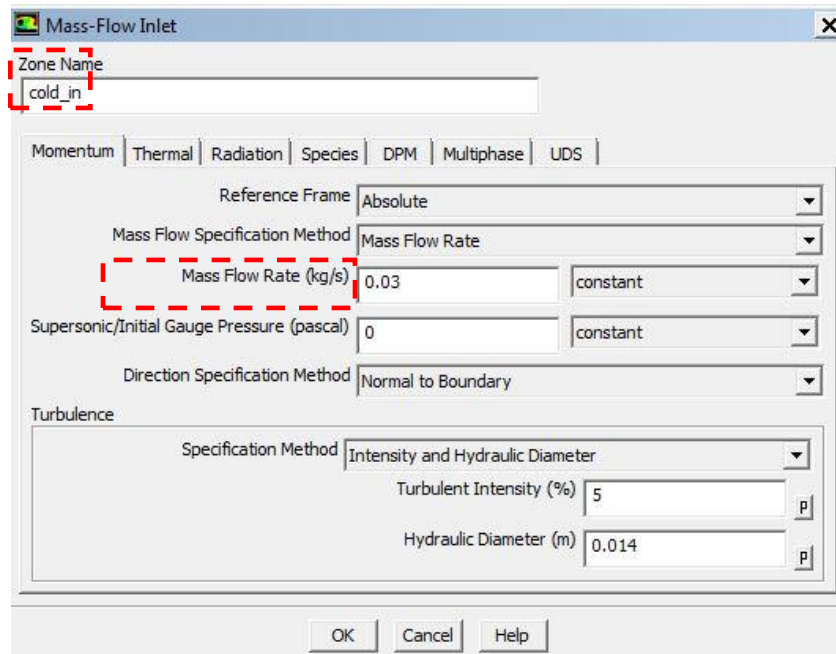 Mass-Flow Inlet
Zone Name
cold_in
Momentum Thermal Radiation Species DPM Multiphase UDS
Reference Frame Absolute
Mass Flow Specification Method Mass Flow Rate
Mass Flow Rate (kg/s) 0.03 constant
Supersonic/Initial Gauge Pressure (pascal) 0 constant
Direction Specification Method Normal to Boundary
Turbulence
Specification Method Intensity and Hydraulic Diameter
Turbulent Intensity (%) 5 P
Hydraulic Diameter (m) 0.014 P
OK Cancel Help